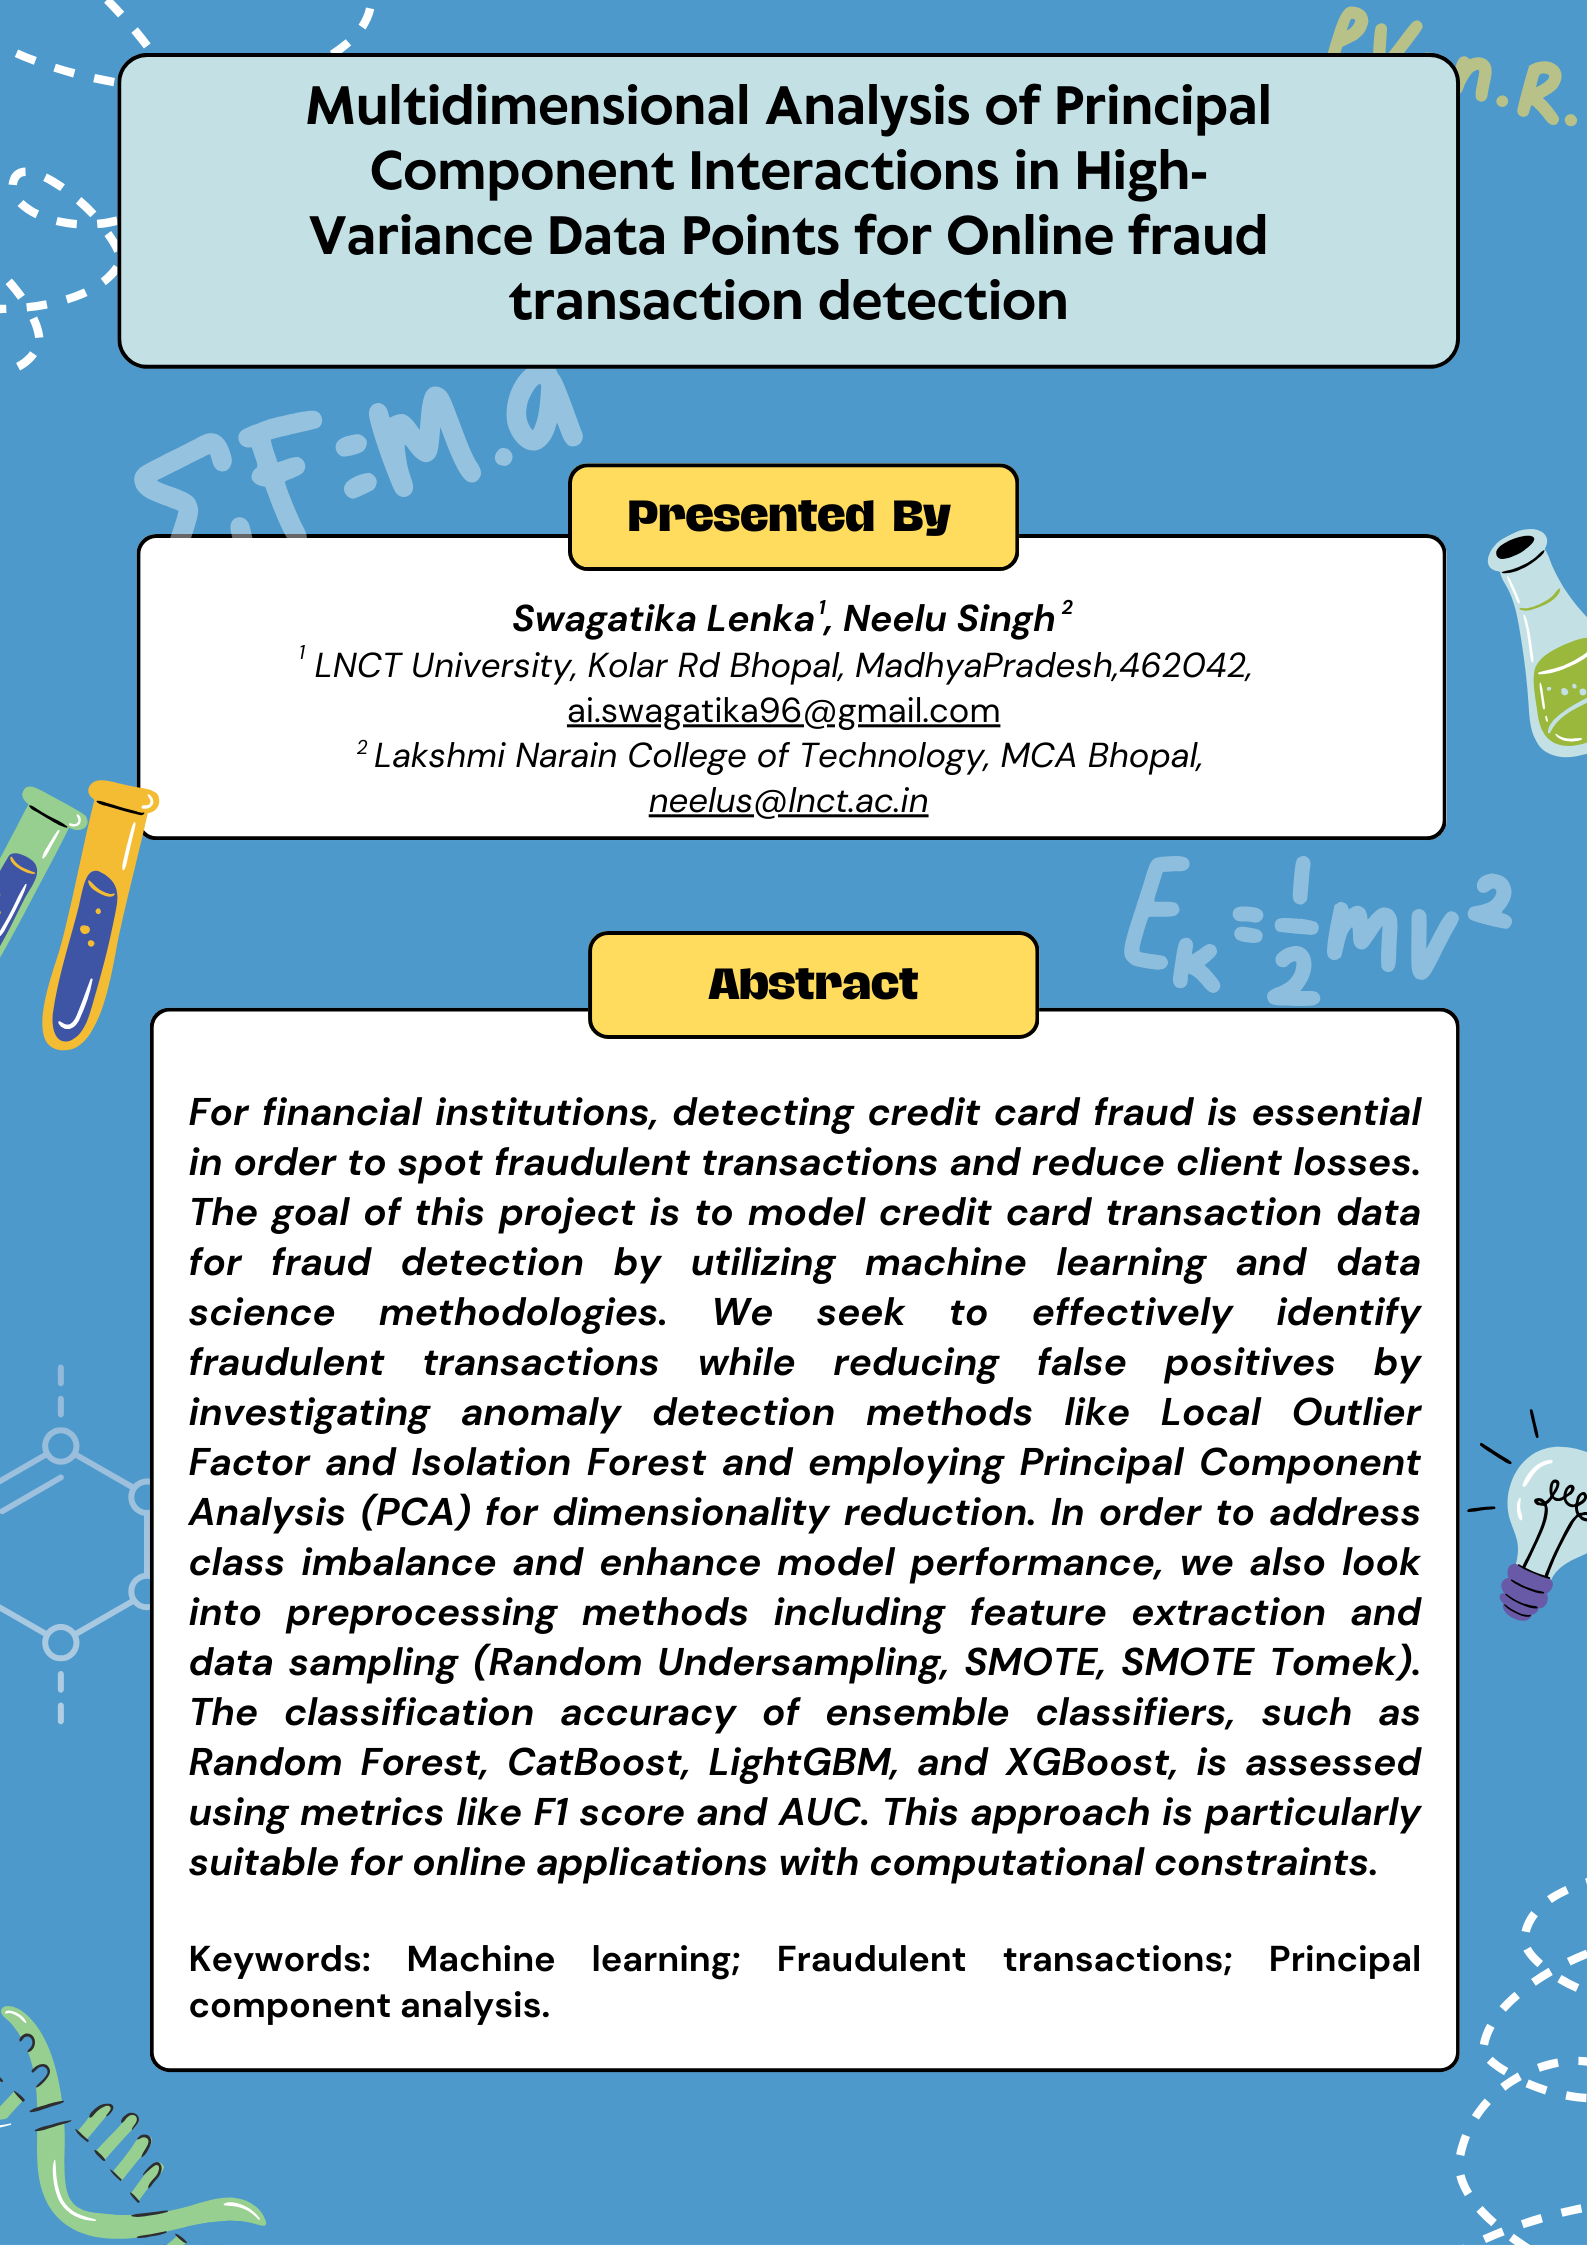 PV n.R.
Multidimensional Analysis of Principal
Component Interactions in High-
Variance Data Points for Online fraud
transaction detection
Σ.F=M.a
Presented By
Swagatika Lenka¹, Neelu Singh²
¹ LNCT University, Kolar Rd Bhopal, MadhyaPradesh,462042,
ai.swagatika96@gmail.com
² Lakshmi Narain College of Technology, MCA Bhopal,
neelus@lnct.ac.in
Eₖ=½mv²
Abstract
For financial institutions, detecting credit card fraud is essential
in order to spot fraudulent transactions and reduce client losses.
The goal of this project is to model credit card transaction data
for fraud detection by utilizing machine learning and data
science methodologies. We seek to effectively identify
fraudulent transactions while reducing false positives by
investigating anomaly detection methods like Local Outlier
Factor and Isolation Forest and employing Principal Component
Analysis (PCA) for dimensionality reduction. In order to address
class imbalance and enhance model performance, we also look
into preprocessing methods including feature extraction and
data sampling (Random Undersampling, SMOTE, SMOTE Tomek).
The classification accuracy of ensemble classifiers, such as
Random Forest, CatBoost, LightGBM, and XGBoost, is assessed
using metrics like F1 score and AUC. This approach is particularly
suitable for online applications with computational constraints.
Keywords: Machine learning; Fraudulent transactions; Principal
component analysis.